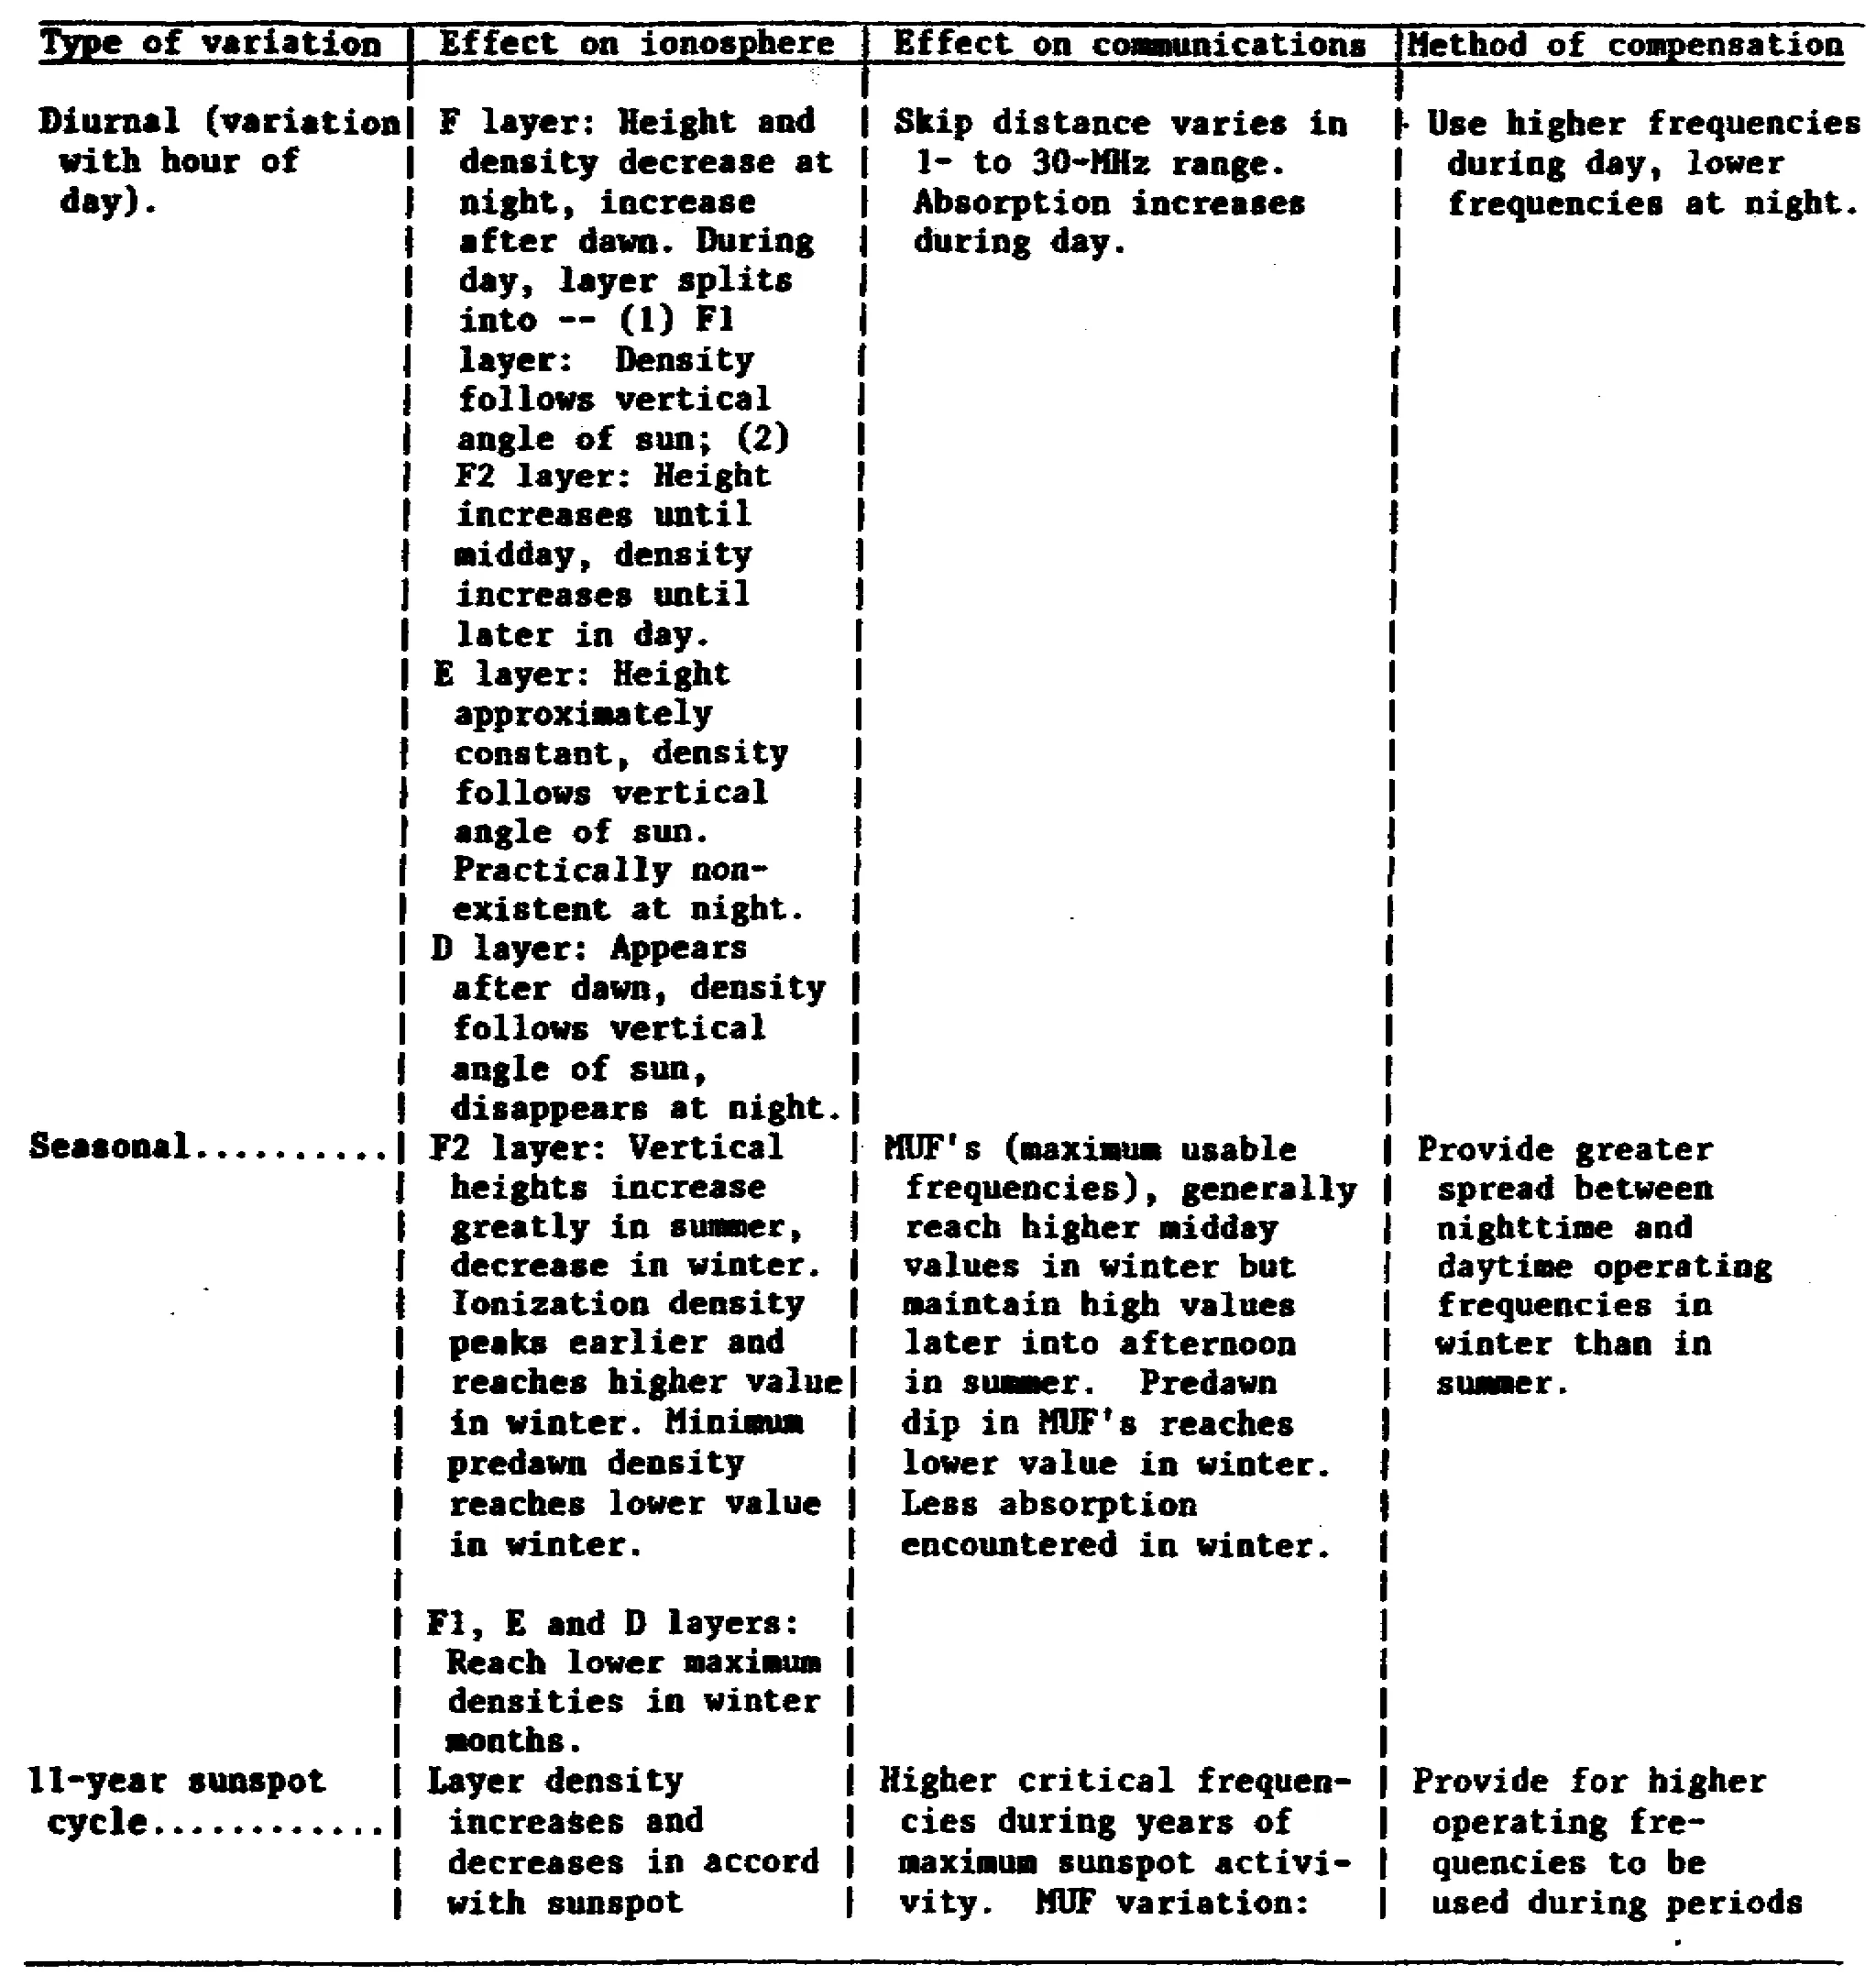 Type of variation | Effect on ionosphere | Effect on communications | Method of compensation
Diurnal (variation
with hour of
day).
F layer: Height and
density decrease at
night, increase
after dawn. During
day, layer splits
into -- (1) F1
layer: Density
follows vertical
angle of sun; (2)
F2 layer: Height
increases until
midday, density
increases until
later in day.
E layer: Height
approximately
constant, density
follows vertical
angle of sun.
Practically non-
existent at night.
D layer: Appears
after dawn, density
follows vertical
angle of sun,
disappears at night.
Skip distance varies in
1- to 30-MHz range.
Absorption increases
during day.
Use higher frequencies
during day, lower
frequencies at night.
Seasonal..........
F2 layer: Vertical
heights increase
greatly in summer,
decrease in winter.
Ionization density
peaks earlier and
reaches higher value
in winter. Minimum
predawn density
reaches lower value
in winter.
F1, E and D layers:
Reach lower maximum
densities in winter
months.
MUF's (maximum usable
frequencies), generally
reach higher midday
values in winter but
maintain high values
later into afternoon
in summer. Predawn
dip in MUF's reaches
lower value in winter.
Less absorption
encountered in winter.
Provide greater
spread between
nighttime and
daytime operating
frequencies in
winter than in
summer.
11-year sunspot
cycle............
Layer density
increases and
decreases in accord
with sunspot
Higher critical frequen-
cies during years of
maximum sunspot activi-
vity. MUF variation:
Provide for higher
operating fre-
quencies to be
used during periods